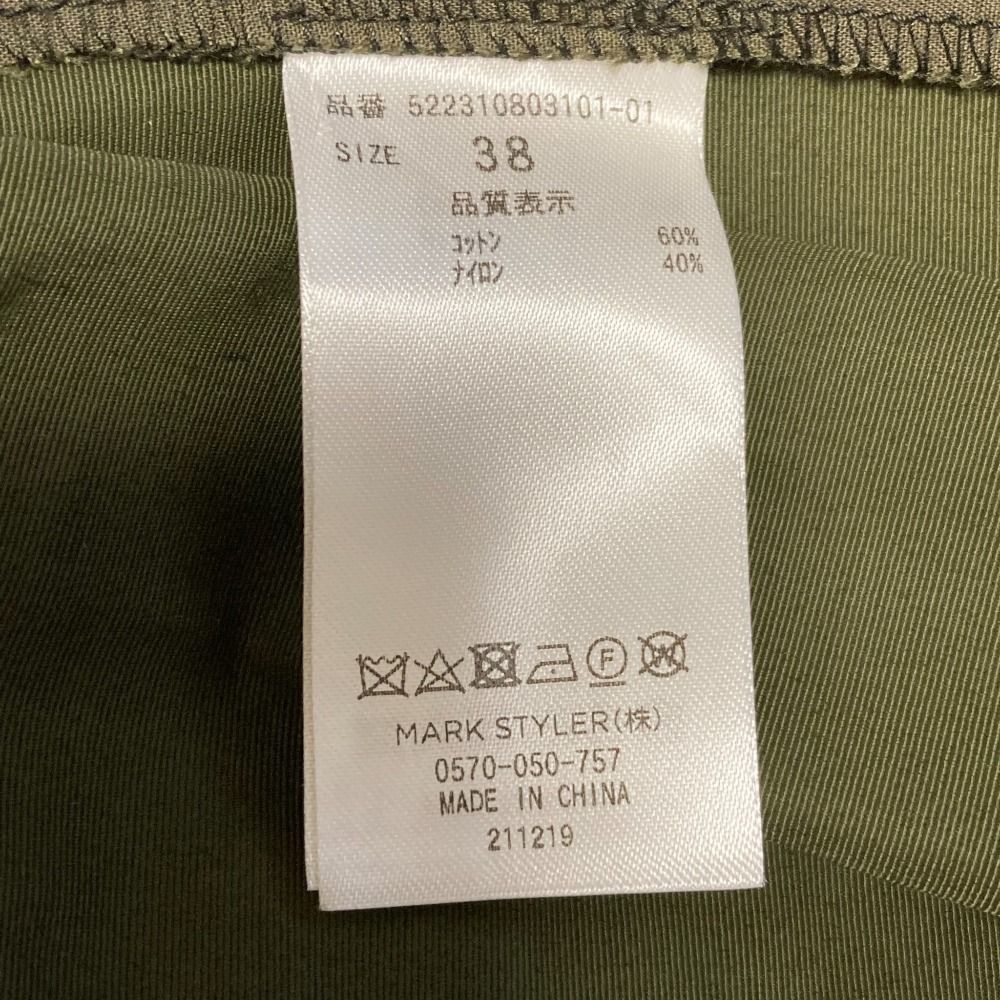 品番 522310803101-01
SIZE 38
品質表示
コットン 60%
ナイロン 40%
F W
MARK STYLER(株)
0570-050-757
MADE IN CHINA
211219